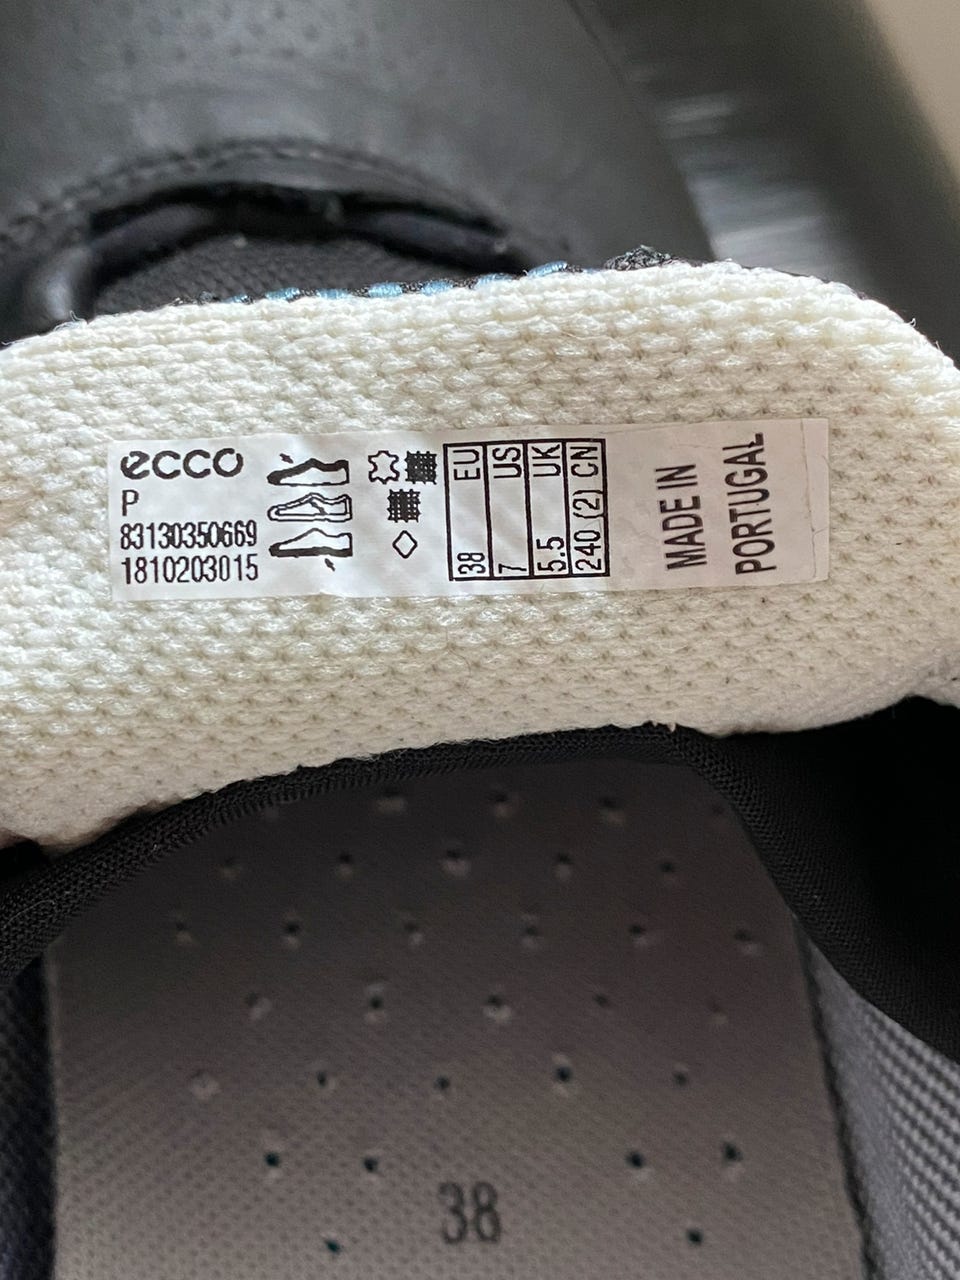 ecco
P
83130350669
1810203015
38 EU
7 US
5.5 UK
240 (2) CN
MADE IN
PORTUGAL
38